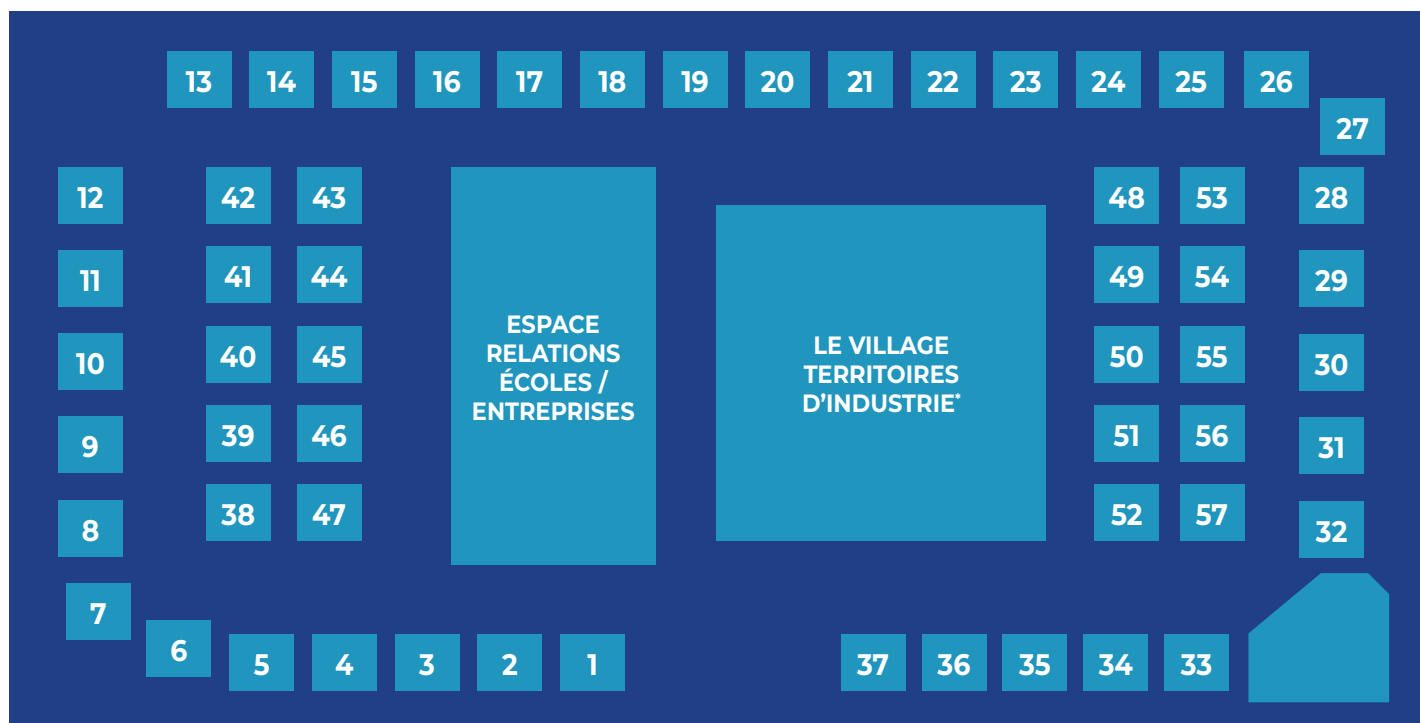 13 14 15 16 17 18 19 20 21 22 23 24 25 26
27
12 42 43 48 53 28
11 41 44 49 54 29
ESPACE
RELATIONS
ÉCOLES /
ENTREPRISES
LE VILLAGE
TERRITOIRES
D'INDUSTRIE*
10 40 45 50 55 30
9 39 46 51 56 31
8 38 47 52 57 32
7
6
5 4 3 2 1 37 36 35 34 33